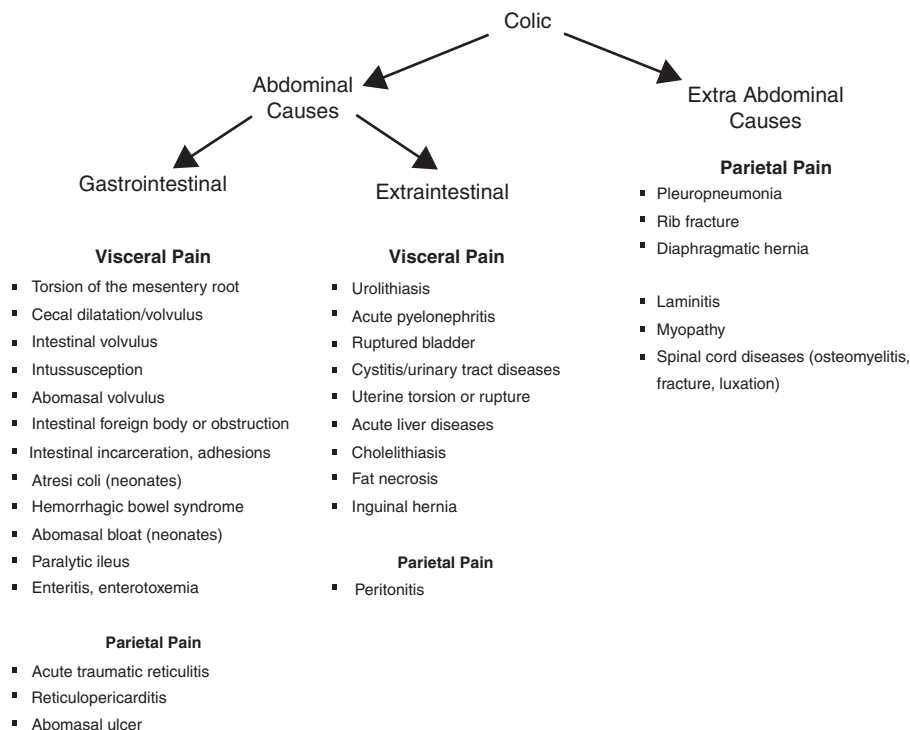 Colic
Abdominal
Causes
Extra Abdominal
Causes
Gastrointestinal
Extraintestinal
Parietal Pain
▪ Pleuropneumonia
▪ Rib fracture
▪ Diaphragmatic hernia
▪ Laminitis
▪ Myopathy
▪ Spinal cord diseases (osteomyelitis,
fracture, luxation)
Visceral Pain
▪ Torsion of the mesentery root
▪ Cecal dilatation/volvulus
▪ Intestinal volvulus
▪ Intussusception
▪ Abomasal volvulus
▪ Intestinal foreign body or obstruction
▪ Intestinal incarceration, adhesions
▪ Atresi coli (neonates)
▪ Hemorrhagic bowel syndrome
▪ Abomasal bloat (neonates)
▪ Paralytic ileus
▪ Enteritis, enterotoxemia
Parietal Pain
▪ Acute traumatic reticulitis
▪ Reticulopericarditis
▪ Abomasal ulcer
Visceral Pain
▪ Urolithiasis
▪ Acute pyelonephritis
▪ Ruptured bladder
▪ Cystitis/urinary tract diseases
▪ Uterine torsion or rupture
▪ Acute liver diseases
▪ Cholelithiasis
▪ Fat necrosis
▪ Inguinal hernia
Parietal Pain
▪ Peritonitis